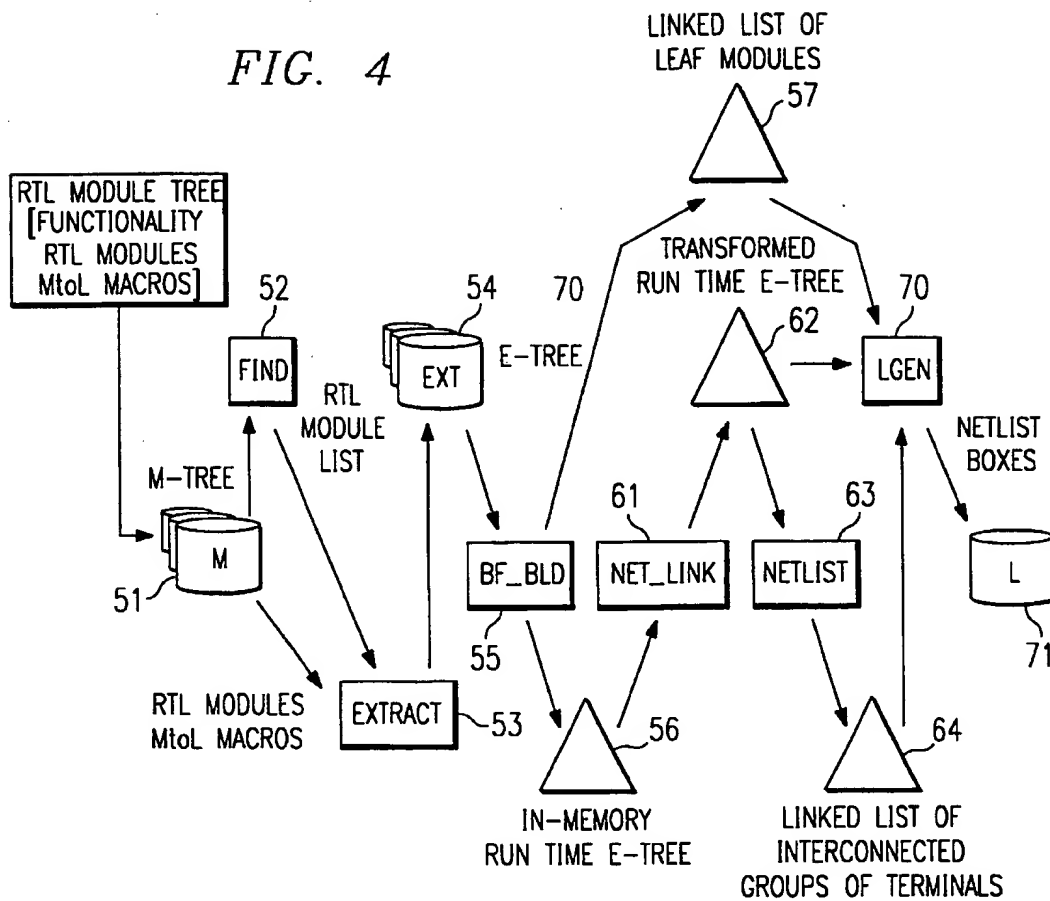 FIG. 4
LINKED LIST OF
LEAF MODULES
57
RTL MODULE TREE
[FUNCTIONALITY
RTL MODULES
MtoL MACROS]
52
FIND
RTL
MODULE
LIST
54
EXT
E-TREE
70
TRANSFORMED
RUN TIME E-TREE
62
70
LGEN
NETLIST
BOXES
M-TREE
M
51
RTL MODULES
MtoL MACROS
EXTRACT
53
BF_BLD
55
61
NET_LINK
63
NETLIST
L
71
56
IN-MEMORY
RUN TIME E-TREE
64
LINKED LIST OF
INTERCONNECTED
GROUPS OF TERMINALS